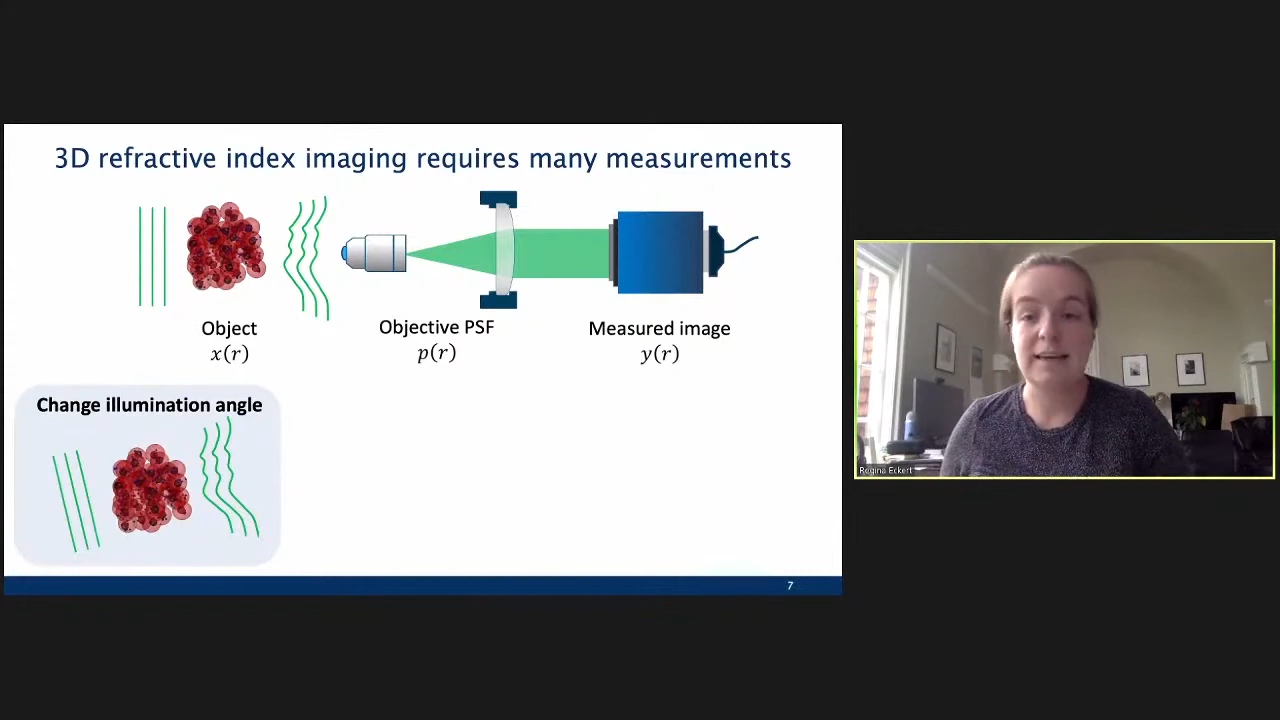 3D refractive index imaging requires many measurements
Object
x(r)
Objective PSF
p(r)
Measured image
y(r)
Change illumination angle
7
Regina Eckert